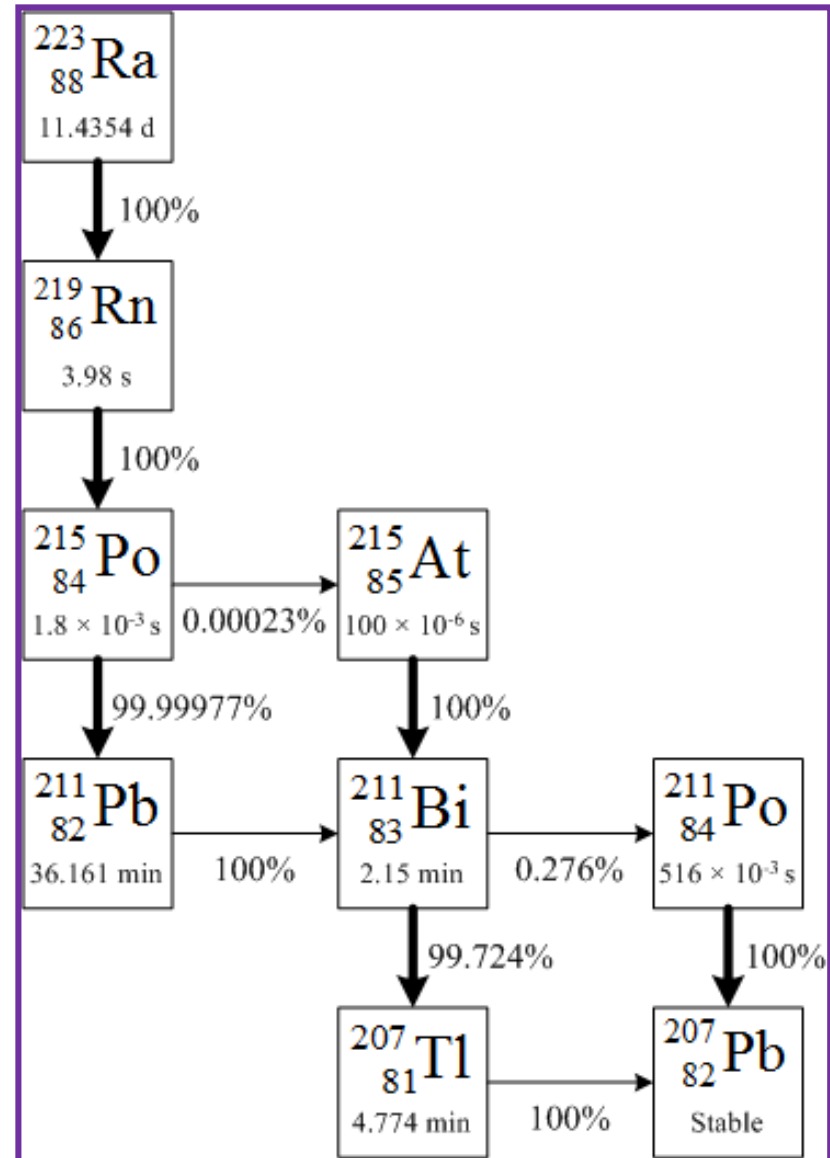 223
88 Ra
11.4354 d
100%
219
86 Rn
3.98 s
100%
215
84 Po
1.8 × 10⁻³ s
0.00023%
215
85 At
100 × 10⁻⁶ s
99.99977%
100%
211
82 Pb
36.161 min
100%
211
83 Bi
2.15 min
0.276%
211
84 Po
516 × 10⁻³ s
99.724%
100%
207
81 Tl
4.774 min
100%
207
82 Pb
Stable